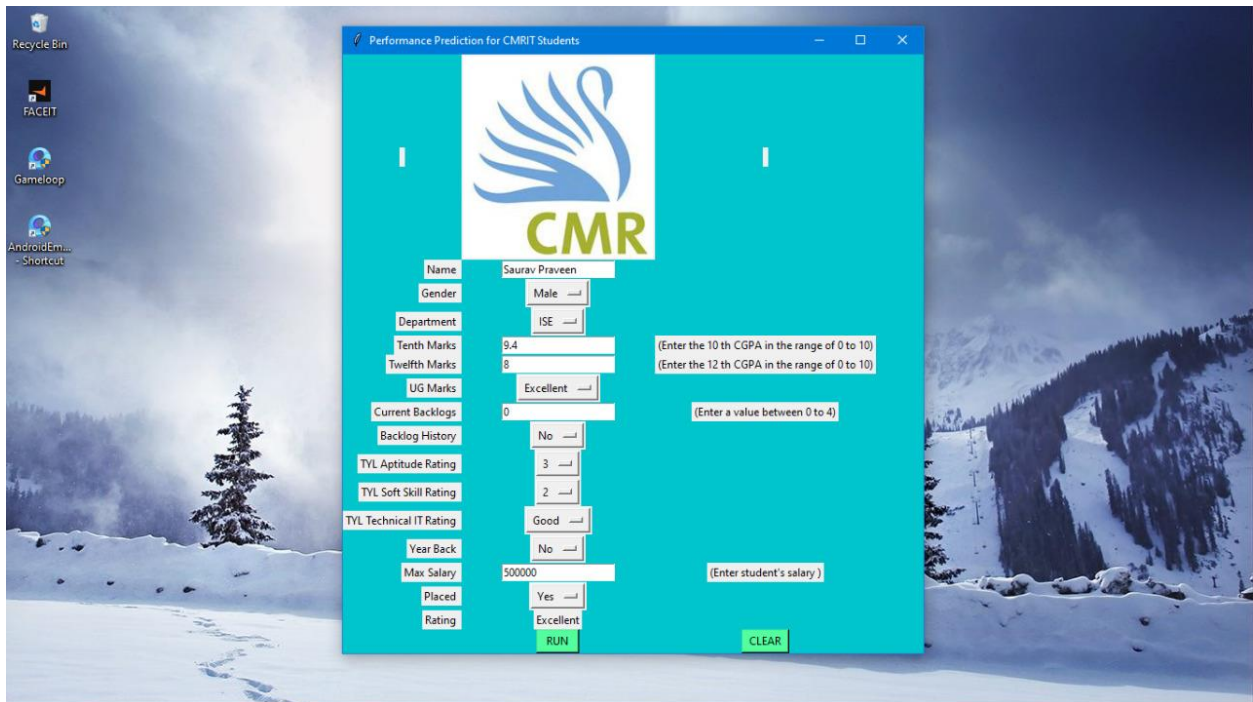 Recycle Bin
FACEIT
Gameloop
AndroidEm...
- Shortcut
Performance Prediction for CMRIT Students
CMR
Name Saurav Praveen
Gender Male
Department ISE
Tenth Marks 9.4 (Enter the 10 th CGPA in the range of 0 to 10)
Twelfth Marks 8 (Enter the 12 th CGPA in the range of 0 to 10)
UG Marks Excellent
Current Backlogs 0 (Enter a value between 0 to 4)
Backlog History No
TYL Aptitude Rating 3
TYL Soft Skill Rating 2
TYL Technical IT Rating Good
Year Back No
Max Salary 500000 (Enter student's salary )
Placed Yes
Rating Excellent
RUN CLEAR